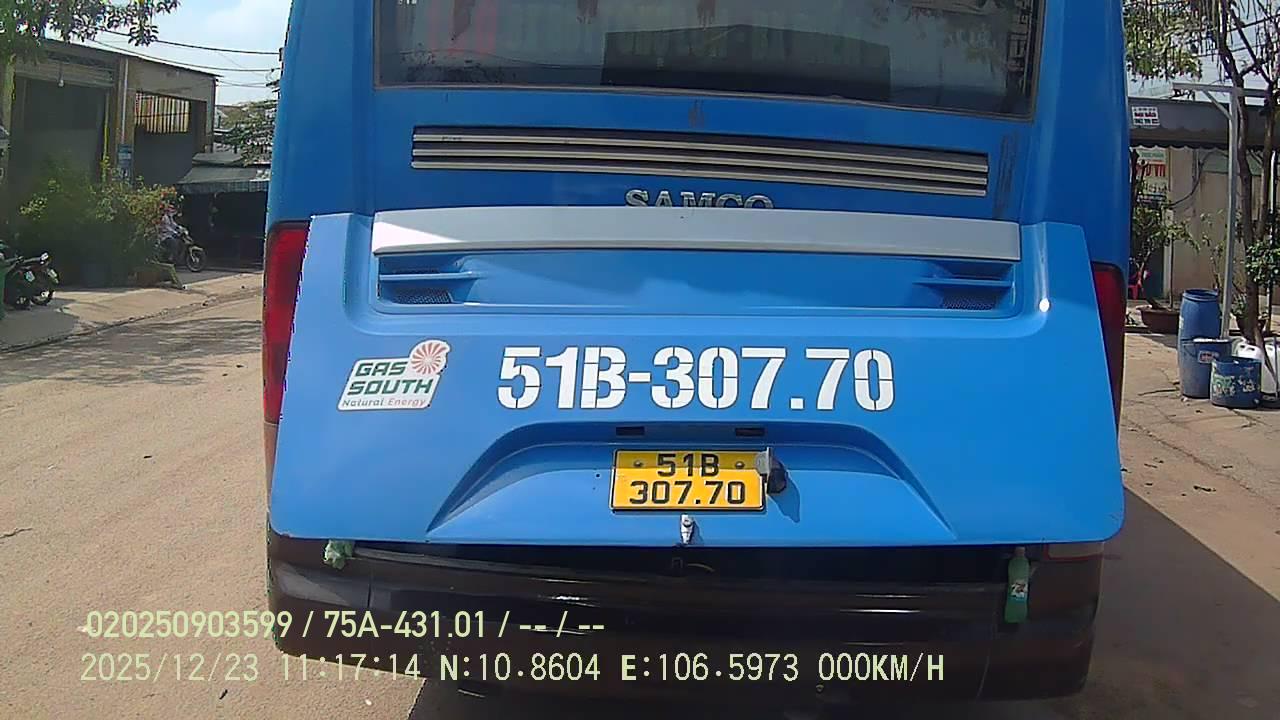 SAMCO
GAS
SOUTH
Natural Energy
51B-307.70
51B
307.70
020250903599 / 75A-431.01 / -- / --
2025/12/23 11:17:14 N:10.8604 E:106.5973 000KM/H